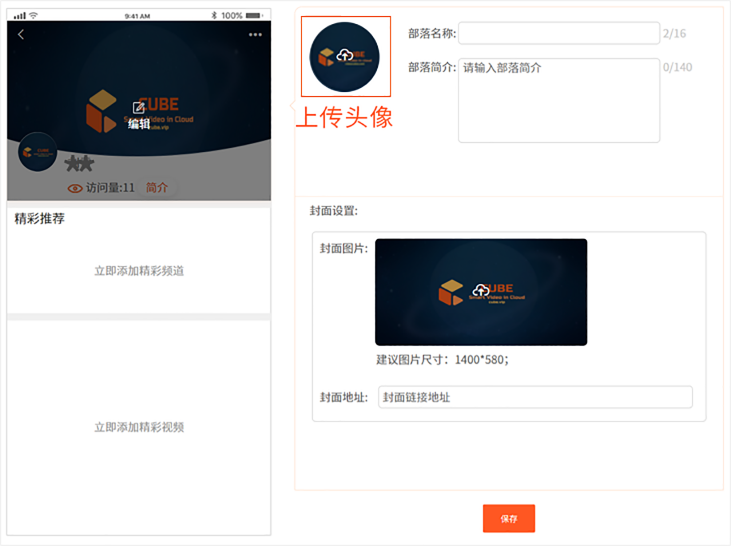 9:41 AM
100%
CUBE
Smart Video in Cloud
cube.vip
编辑
**
访问量:11 简介
精彩推荐
立即添加精彩频道
立即添加精彩视频
上传头像
部落名称: 2/16
部落简介: 请输入部落简介 0/140
封面设置:
封面图片:
CUBE
Smart Video in Cloud
cube.vip
建议图片尺寸：1400*580;
封面地址: 封面链接地址
保存